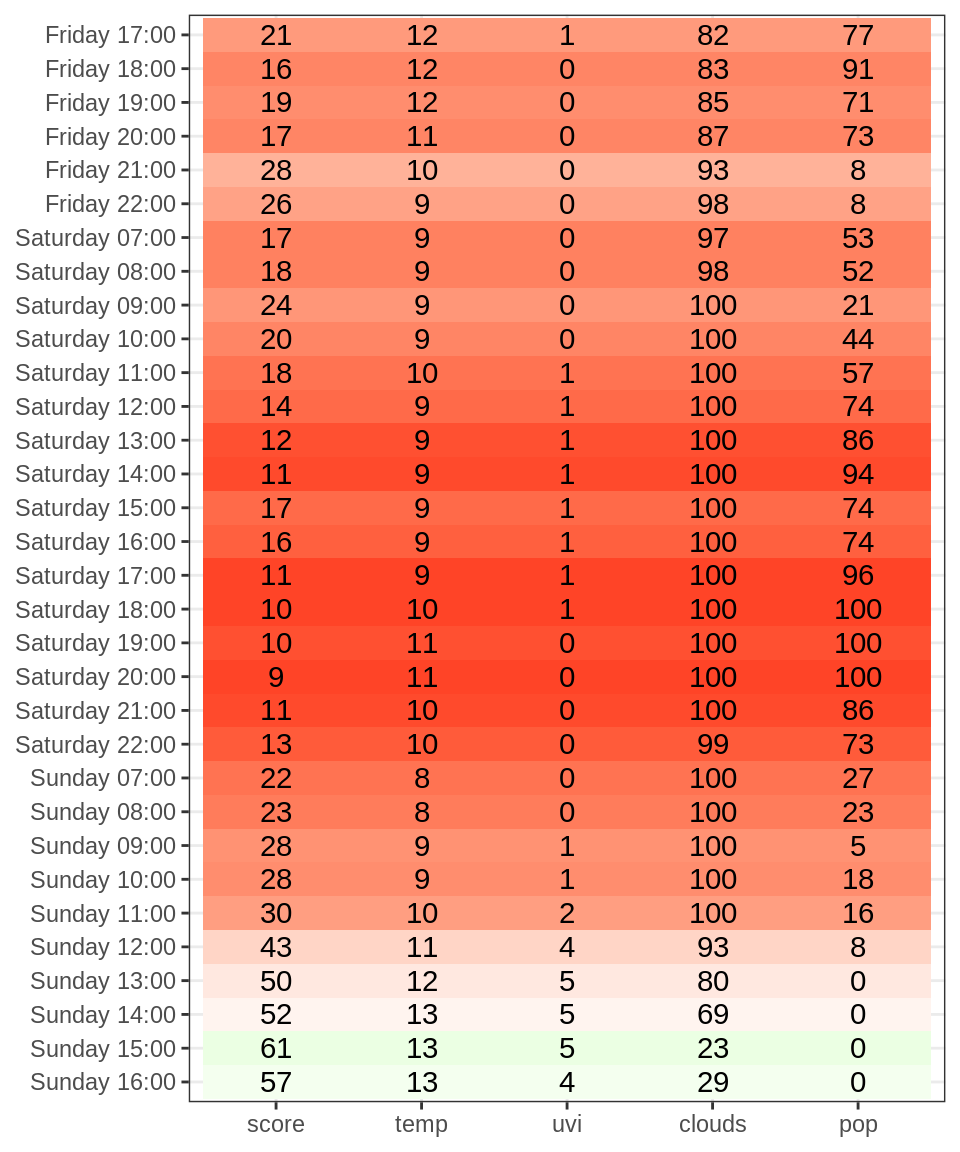 Friday 17:00 21 12 1 82 77
Friday 18:00 16 12 0 83 91
Friday 19:00 19 12 0 85 71
Friday 20:00 17 11 0 87 73
Friday 21:00 28 10 0 93 8
Friday 22:00 26 9 0 98 8
Saturday 07:00 17 9 0 97 53
Saturday 08:00 18 9 0 98 52
Saturday 09:00 24 9 0 100 21
Saturday 10:00 20 9 0 100 44
Saturday 11:00 18 10 1 100 57
Saturday 12:00 14 9 1 100 74
Saturday 13:00 12 9 1 100 86
Saturday 14:00 11 9 1 100 94
Saturday 15:00 17 9 1 100 74
Saturday 16:00 16 9 1 100 74
Saturday 17:00 11 9 1 100 96
Saturday 18:00 10 10 1 100 100
Saturday 19:00 10 11 0 100 100
Saturday 20:00 9 11 0 100 100
Saturday 21:00 11 10 0 100 86
Saturday 22:00 13 10 0 99 73
Sunday 07:00 22 8 0 100 27
Sunday 08:00 23 8 0 100 23
Sunday 09:00 28 9 1 100 5
Sunday 10:00 28 9 1 100 18
Sunday 11:00 30 10 2 100 16
Sunday 12:00 43 11 4 93 8
Sunday 13:00 50 12 5 80 0
Sunday 14:00 52 13 5 69 0
Sunday 15:00 61 13 5 23 0
Sunday 16:00 57 13 4 29 0
score temp uvi clouds pop